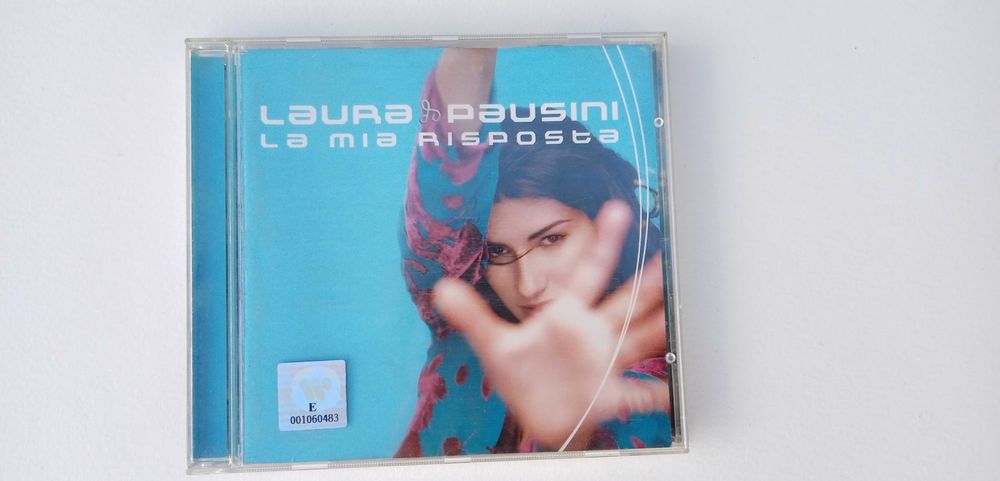 LAURA PAUSINI
LA MIA RISPOSTA
W
E
001060483